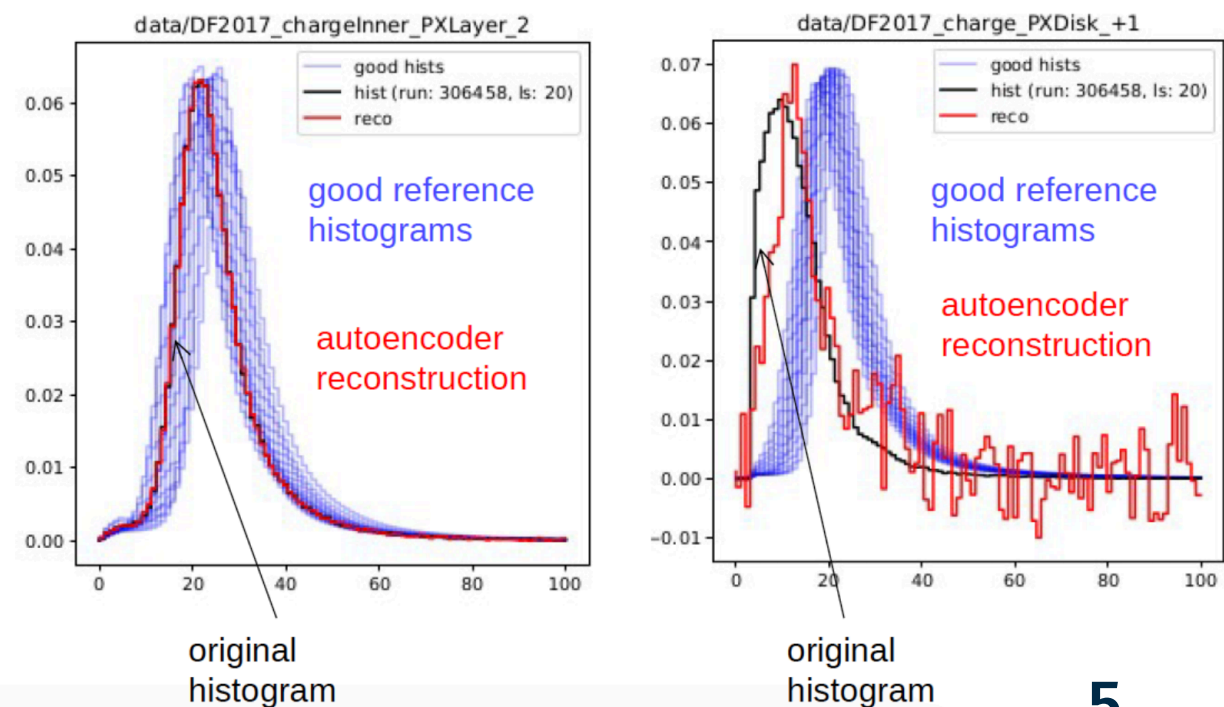 data/DF2017_chargeInner_PXLayer_2
good hists
hist (run: 306458, ls: 20)
reco
0.06
0.05
0.04
0.03
0.02
0.01
0.00
0
20
40
60
80
100
good reference
histograms
autoencoder
reconstruction
original
histogram
data/DF2017_charge_PXDisk_+1
good hists
hist (run: 306458, ls: 20)
reco
0.07
0.06
0.05
0.04
0.03
0.02
0.01
0.00
−0.01
0
20
40
60
80
100
good reference
histograms
autoencoder
reconstruction
original
histogram
5